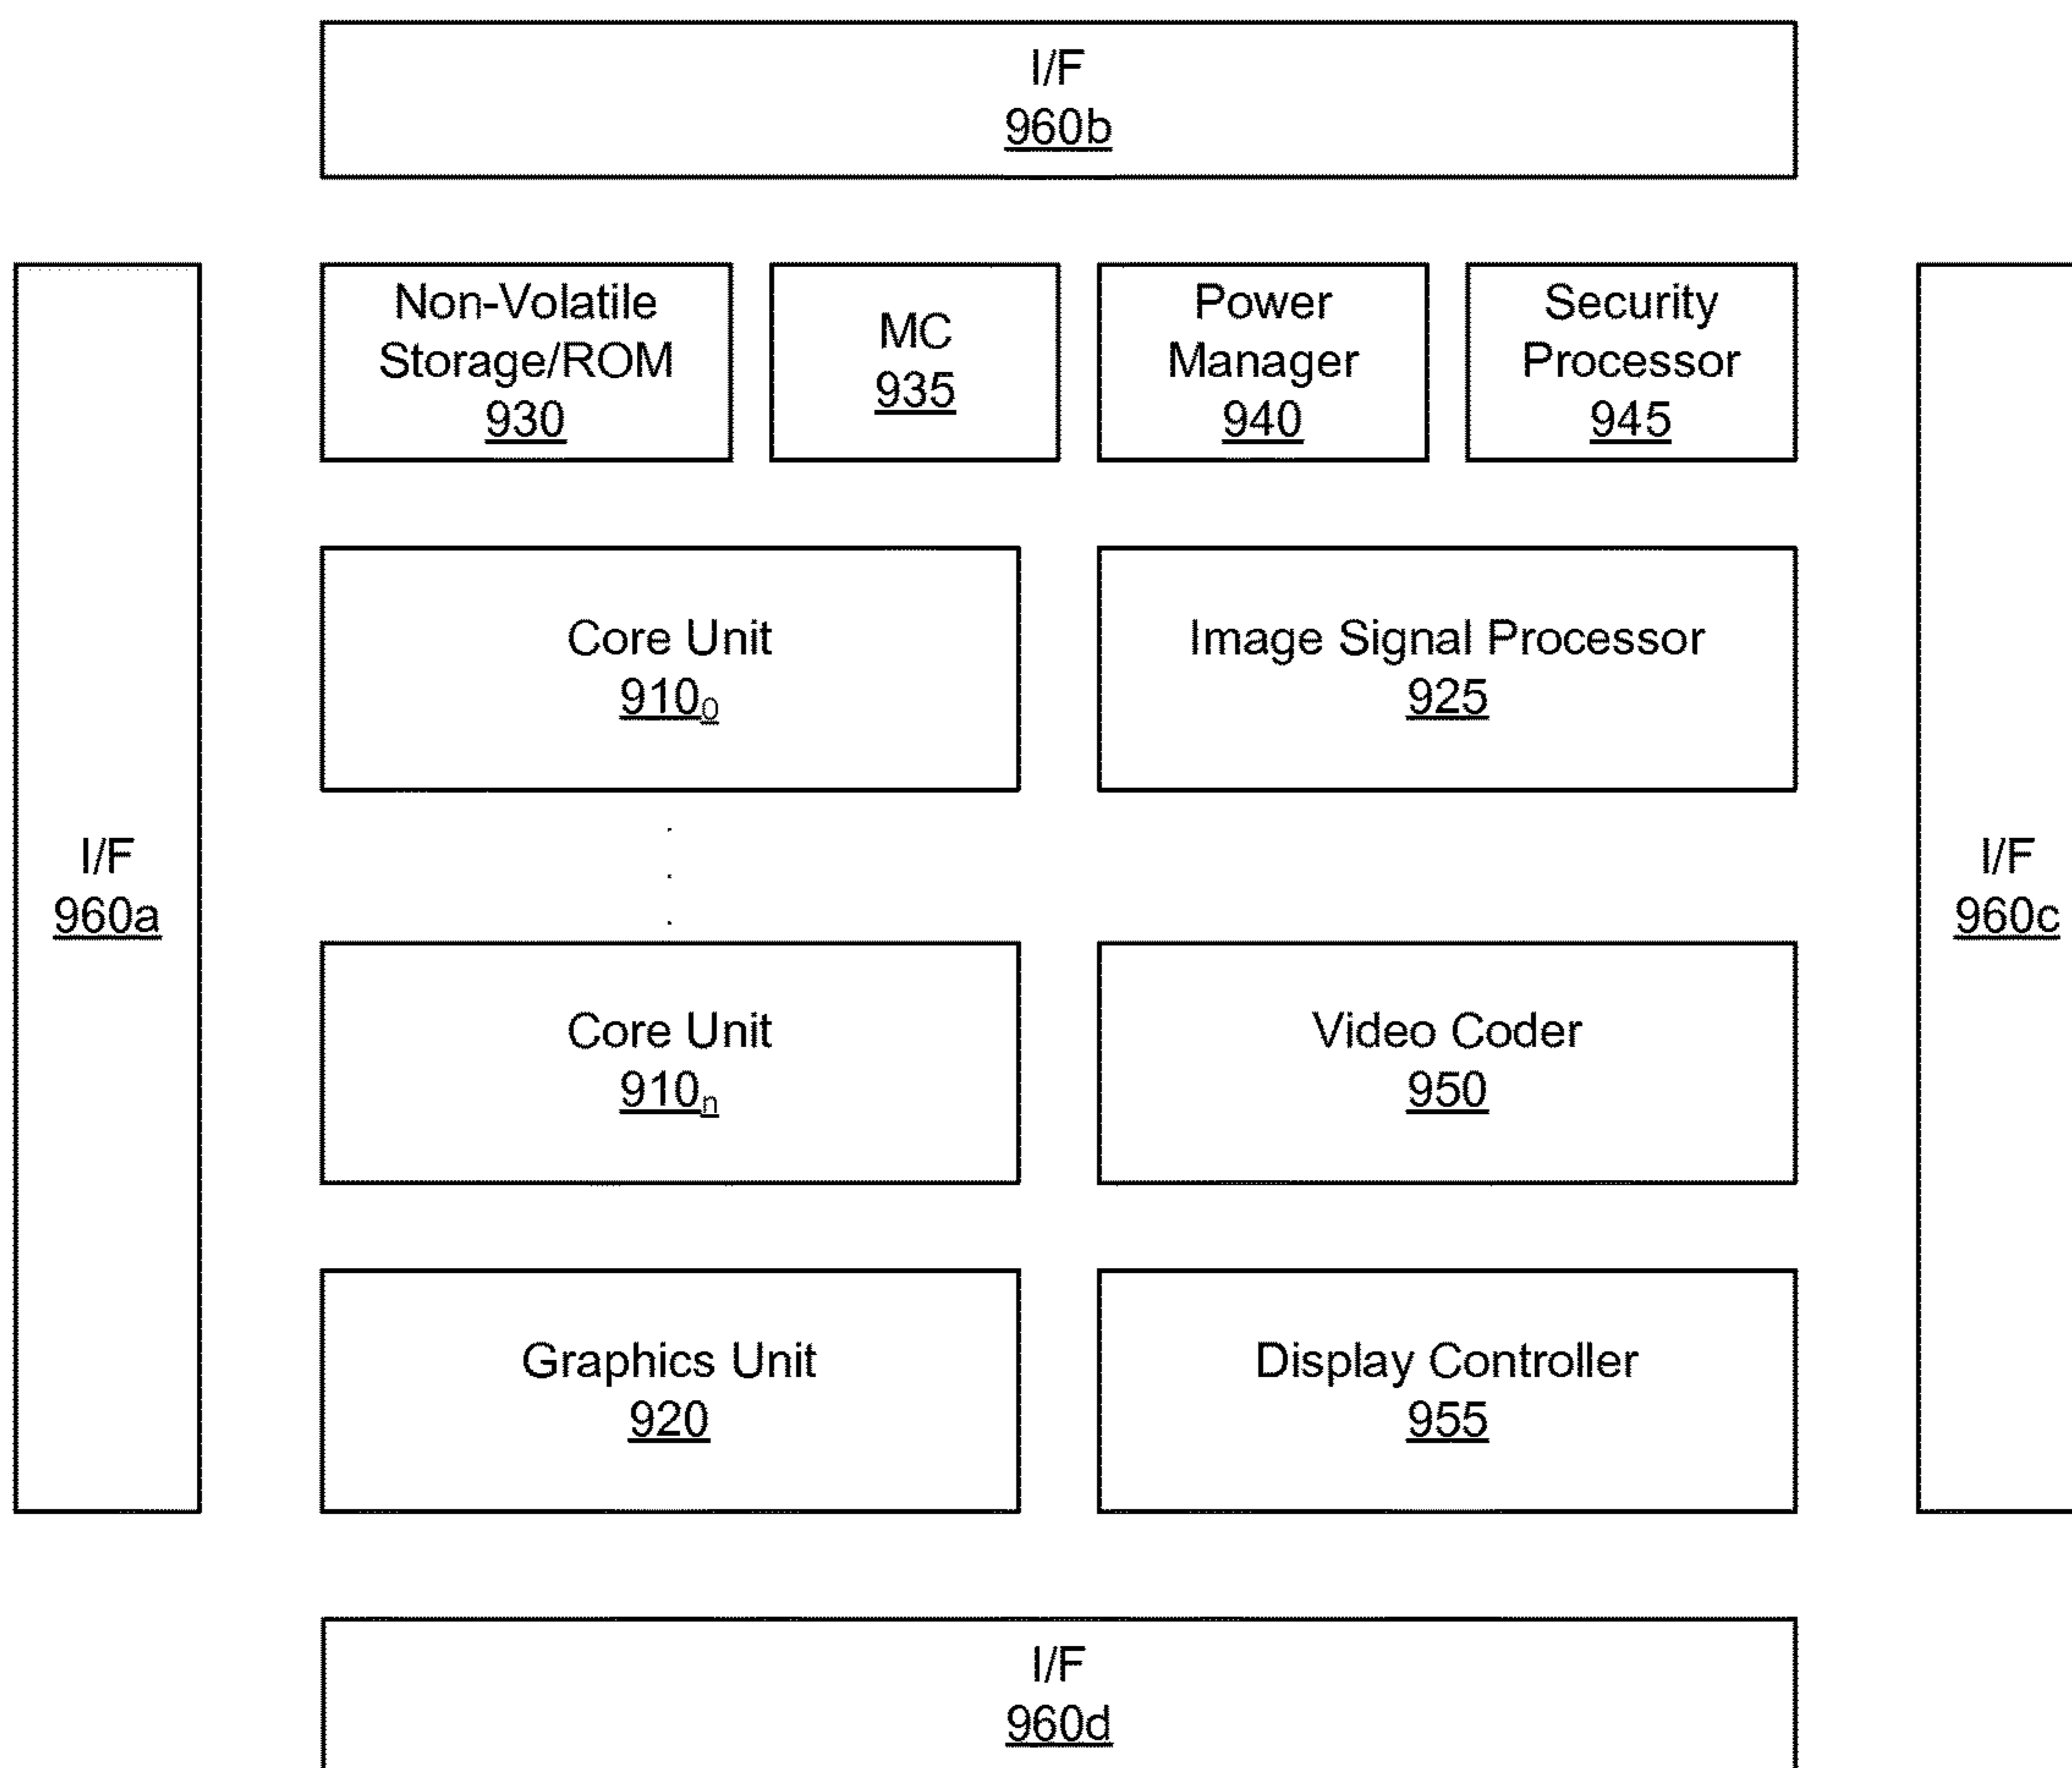 I/F
960b
Non-Volatile
Storage/ROM
930
MC
935
Power
Manager
940
Security
Processor
945
Core Unit
910₀
Image Signal Processor
925
I/F
960a
I/F
960c
Core Unit
910ₙ
Video Coder
950
Graphics Unit
920
Display Controller
955
I/F
960d